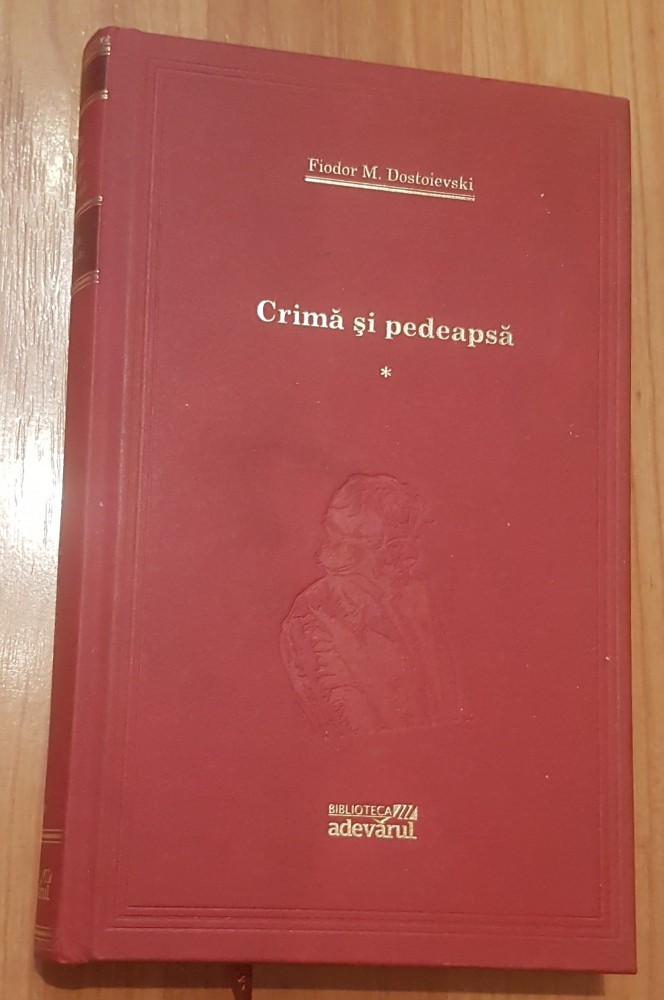 Fiodor M. Dostoievski
Crimă şi pedeapsă
*
BIBLIOTECA
adevărul